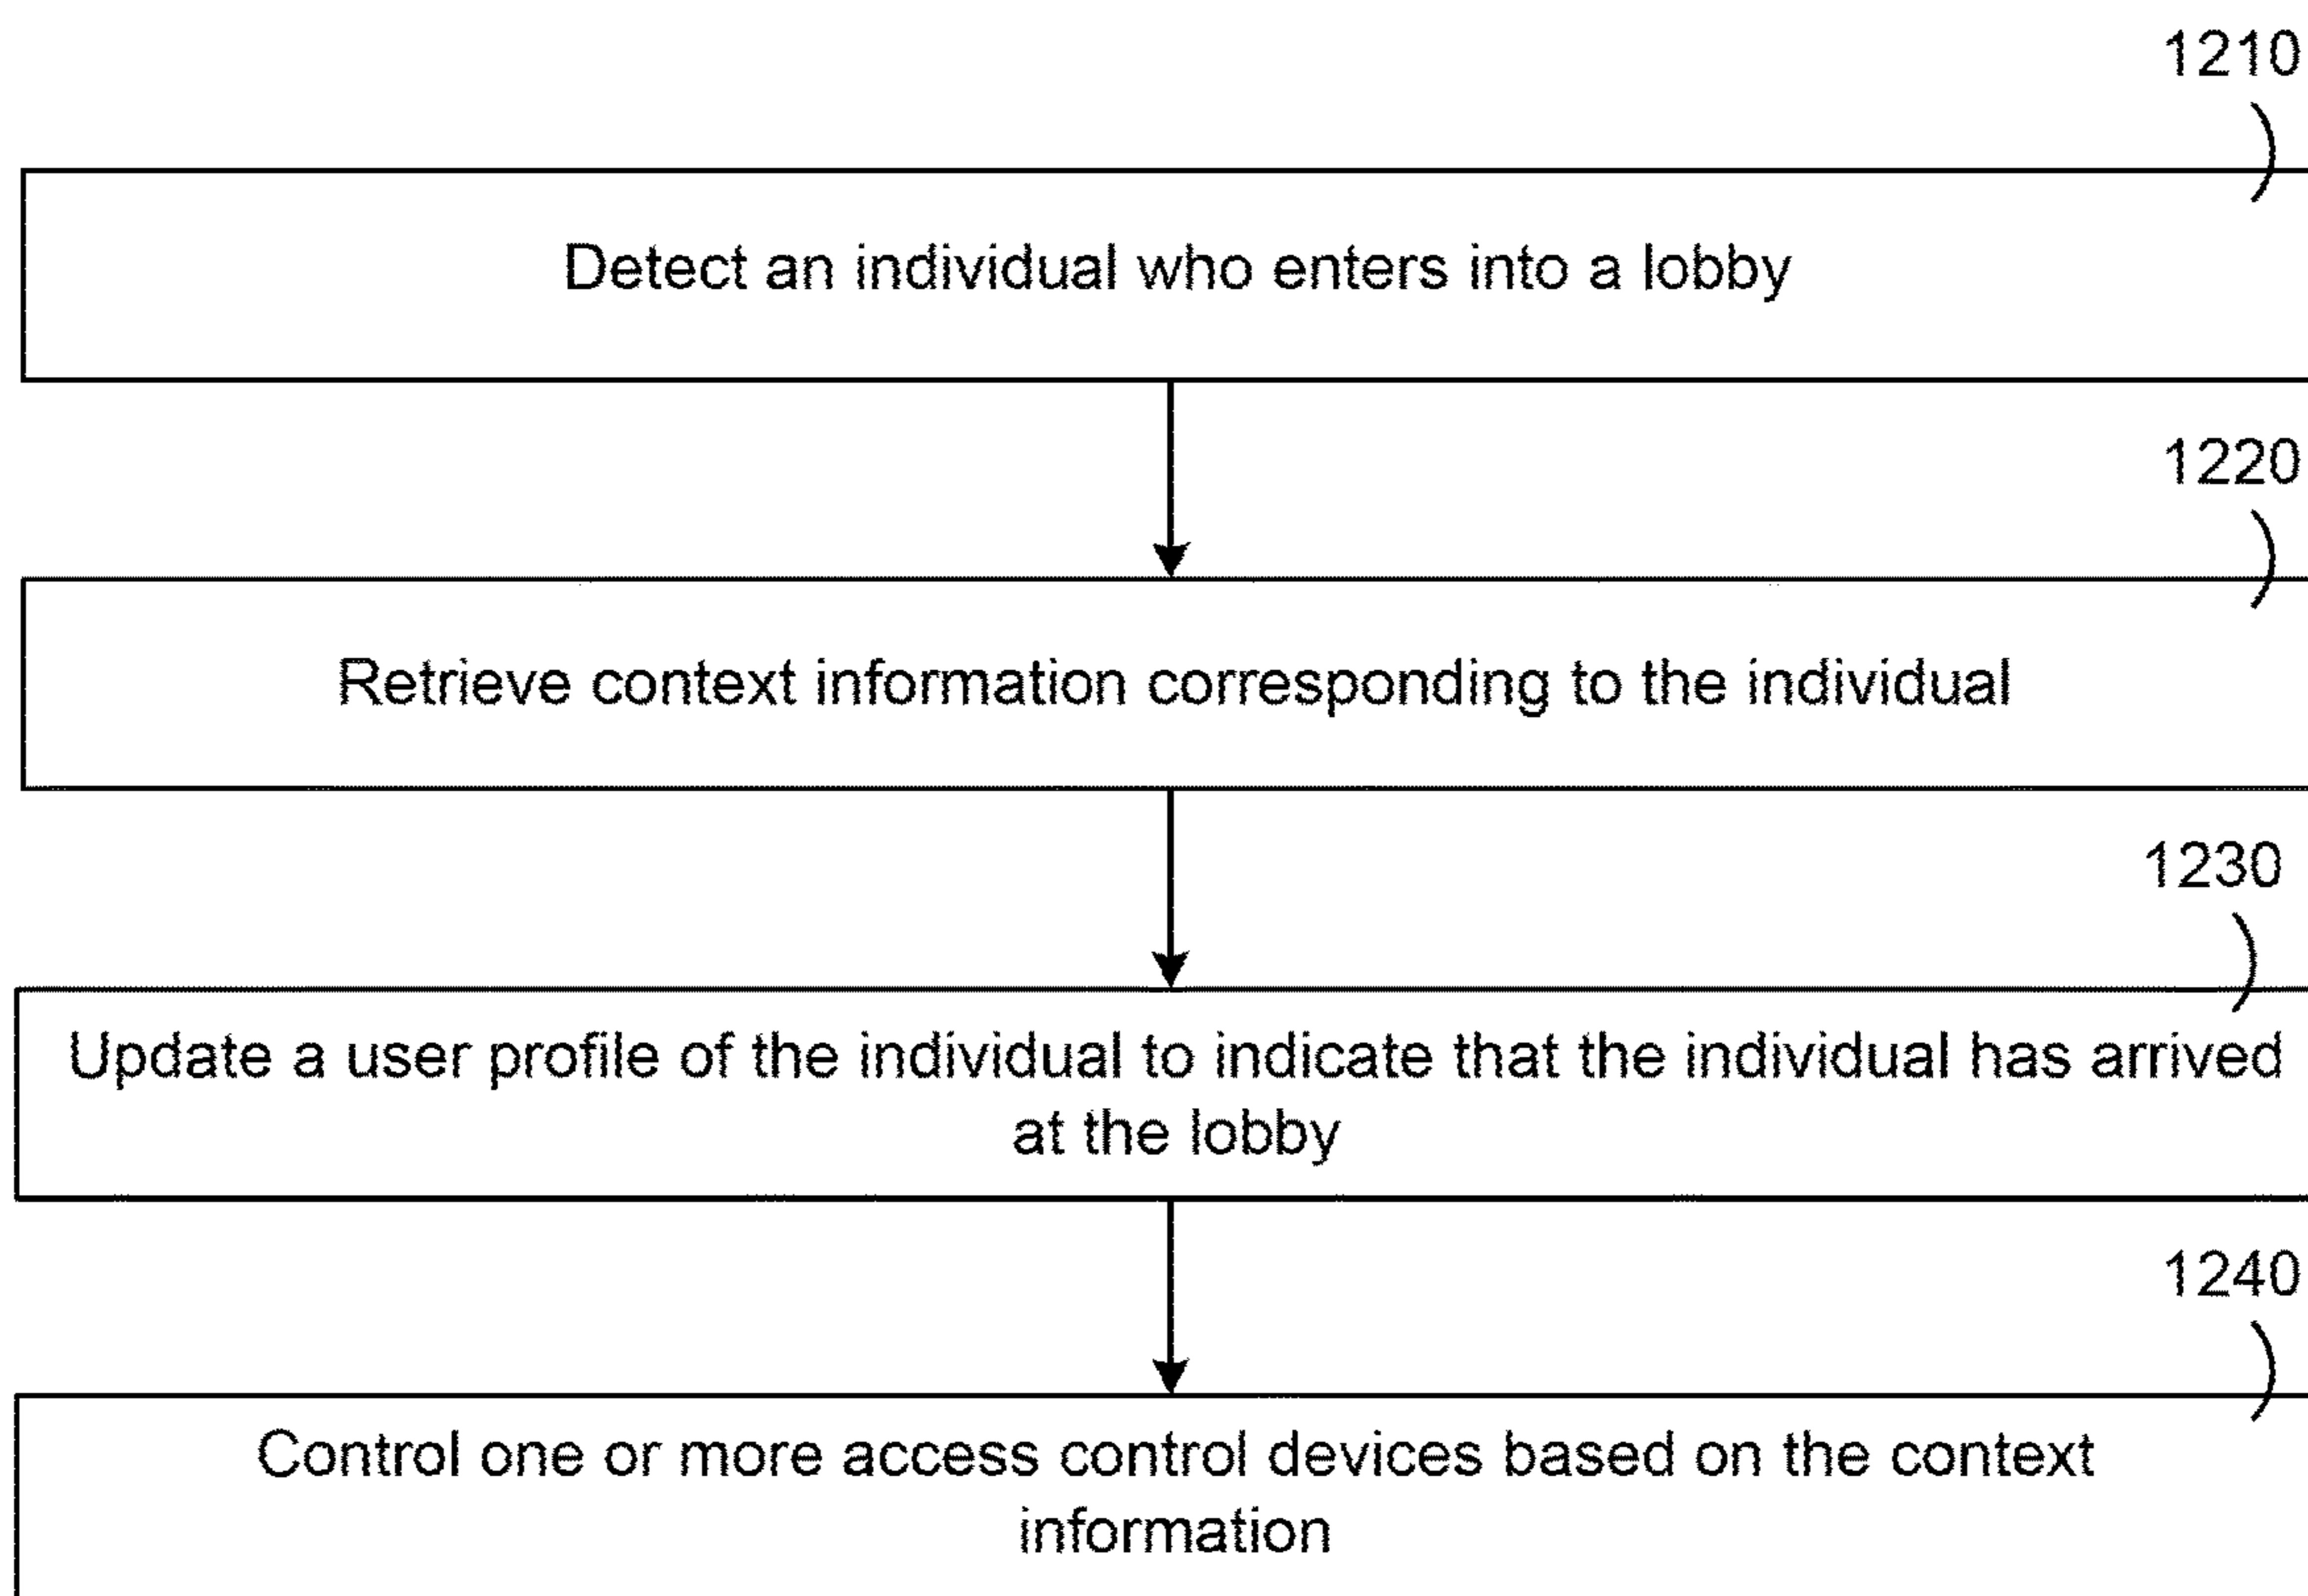 1210
Detect an individual who enters into a lobby
1220
Retrieve context information corresponding to the individual
1230
Update a user profile of the individual to indicate that the individual has arrived
at the lobby
1240
Control one or more access control devices based on the context
information